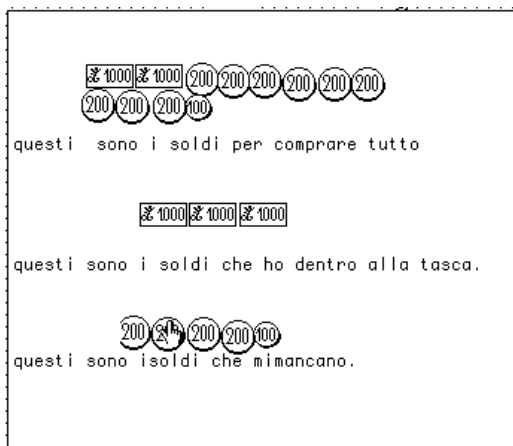 ₤ 1000 ₤ 1000 200 200 200 200 200 200
200 200 200 100
questi sono i soldi per comprare tutto
₤ 1000 ₤ 1000 ₤ 1000
questi sono i soldi che ho dentro alla tasca.
200 200 200 100
questi sono isoldi che mimancano.